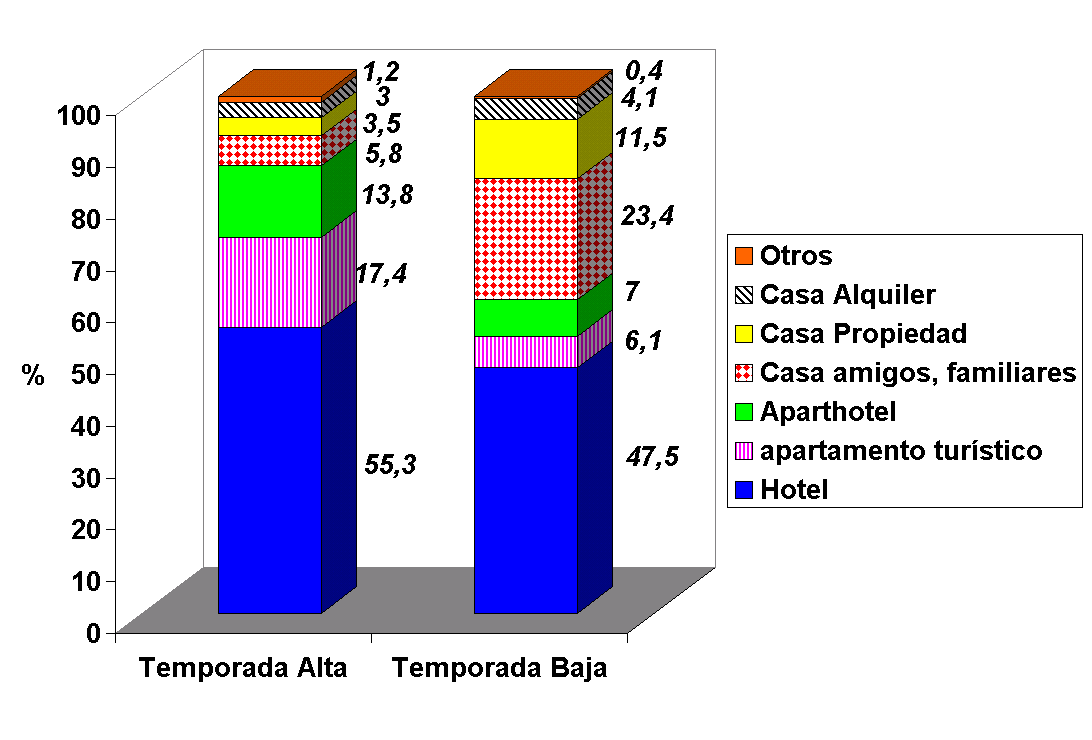 %
100
90
80
70
60
50
40
30
20
10
0
1,2
3
3,5
5,8
13,8
17,4
55,3
0,4
4,1
11,5
23,4
7
6,1
47,5
Temporada Alta
Temporada Baja
Otros
Casa Alquiler
Casa Propiedad
Casa amigos, familiares
Aparthotel
apartamento turístico
Hotel